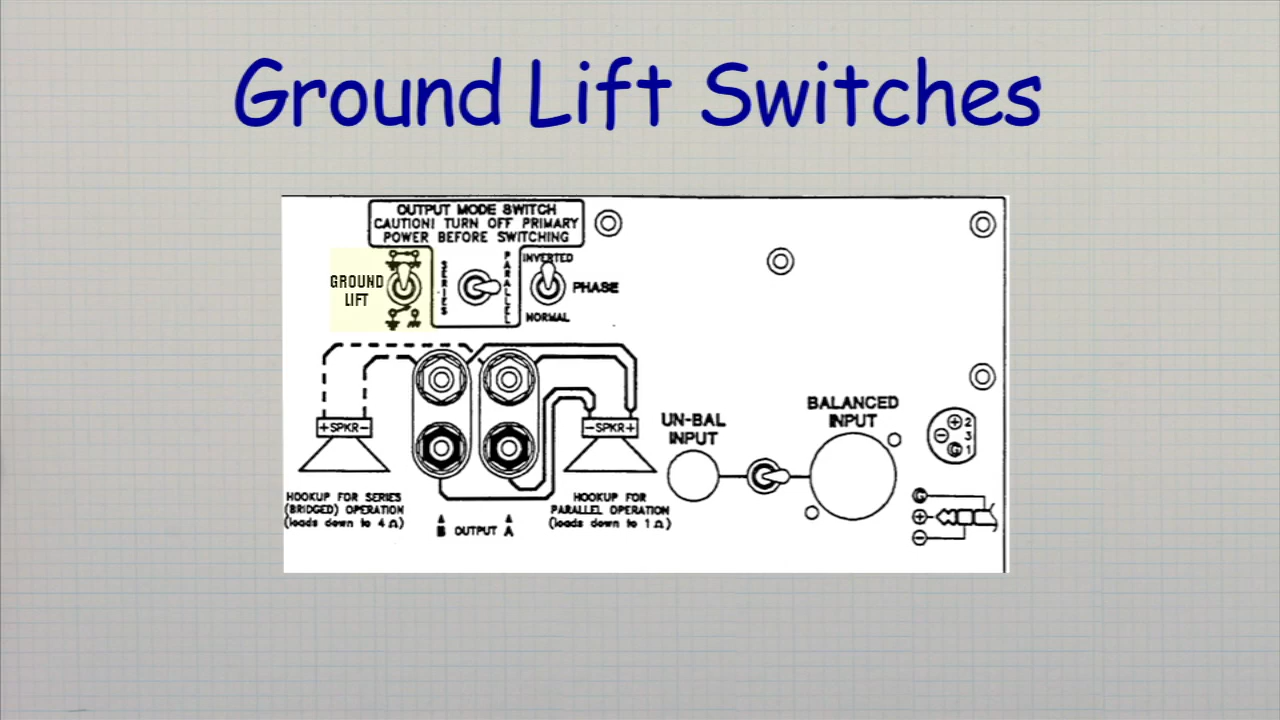 Ground Lift Switches
OUTPUT MODE SWITCH
CAUTION! TURN OFF PRIMARY
POWER BEFORE SWITCHING
GROUND
LIFT
SERIES
PARALLEL
INVERTED
PHASE
NORMAL
+SPKR-
-SPKR+
HOOKUP FOR SERIES
(BRIDGED) OPERATION
(loads down to 4 Ω)
B OUTPUT A
HOOKUP FOR
PARALLEL OPERATION
(loads down to 1 Ω)
UN-BAL
INPUT
BALANCED
INPUT
+ 2
- 3
G 1
G
+
-